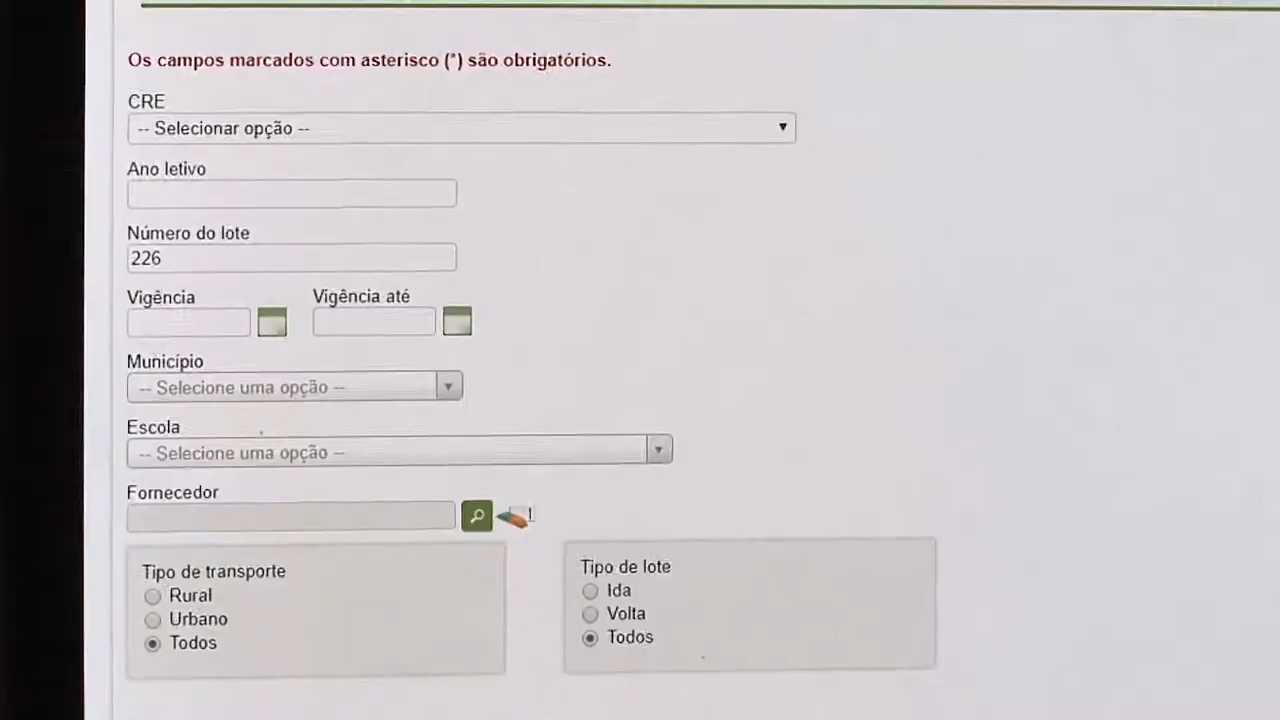 Os campos marcados com asterisco (*) são obrigatórios.
CRE
-- Selecionar opção --
Ano letivo
Número do lote
226
Vigência Vigência até
Município
-- Selecione uma opção --
Escola
-- Selecione uma opção --
Fornecedor
Tipo de transporte
Rural
Urbano
Todos
Tipo de lote
Ida
Volta
Todos